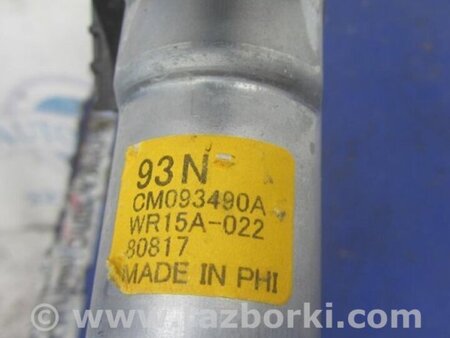 93N
CM093490A
WR15A-022
80817
MADE IN PHI
www.razborki.com